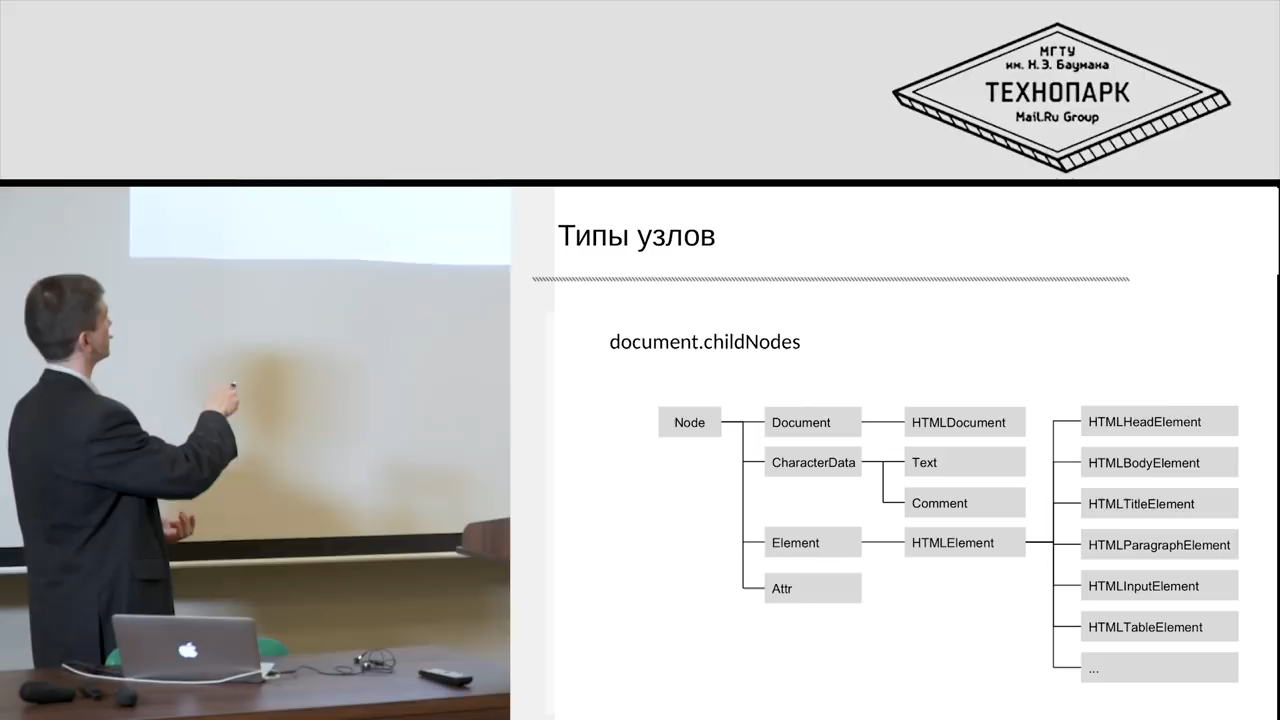 МГТУ
им. Н.Э. Баумана
ТЕХНОПАРК
Mail.Ru Group
Типы узлов
document.childNodes
Node
Document
HTMLDocument
HTMLHeadElement
CharacterData
Text
HTMLBodyElement
Comment
HTMLTitleElement
Element
HTMLElement
HTMLParagraphElement
Attr
HTMLInputElement
HTMLTableElement
...